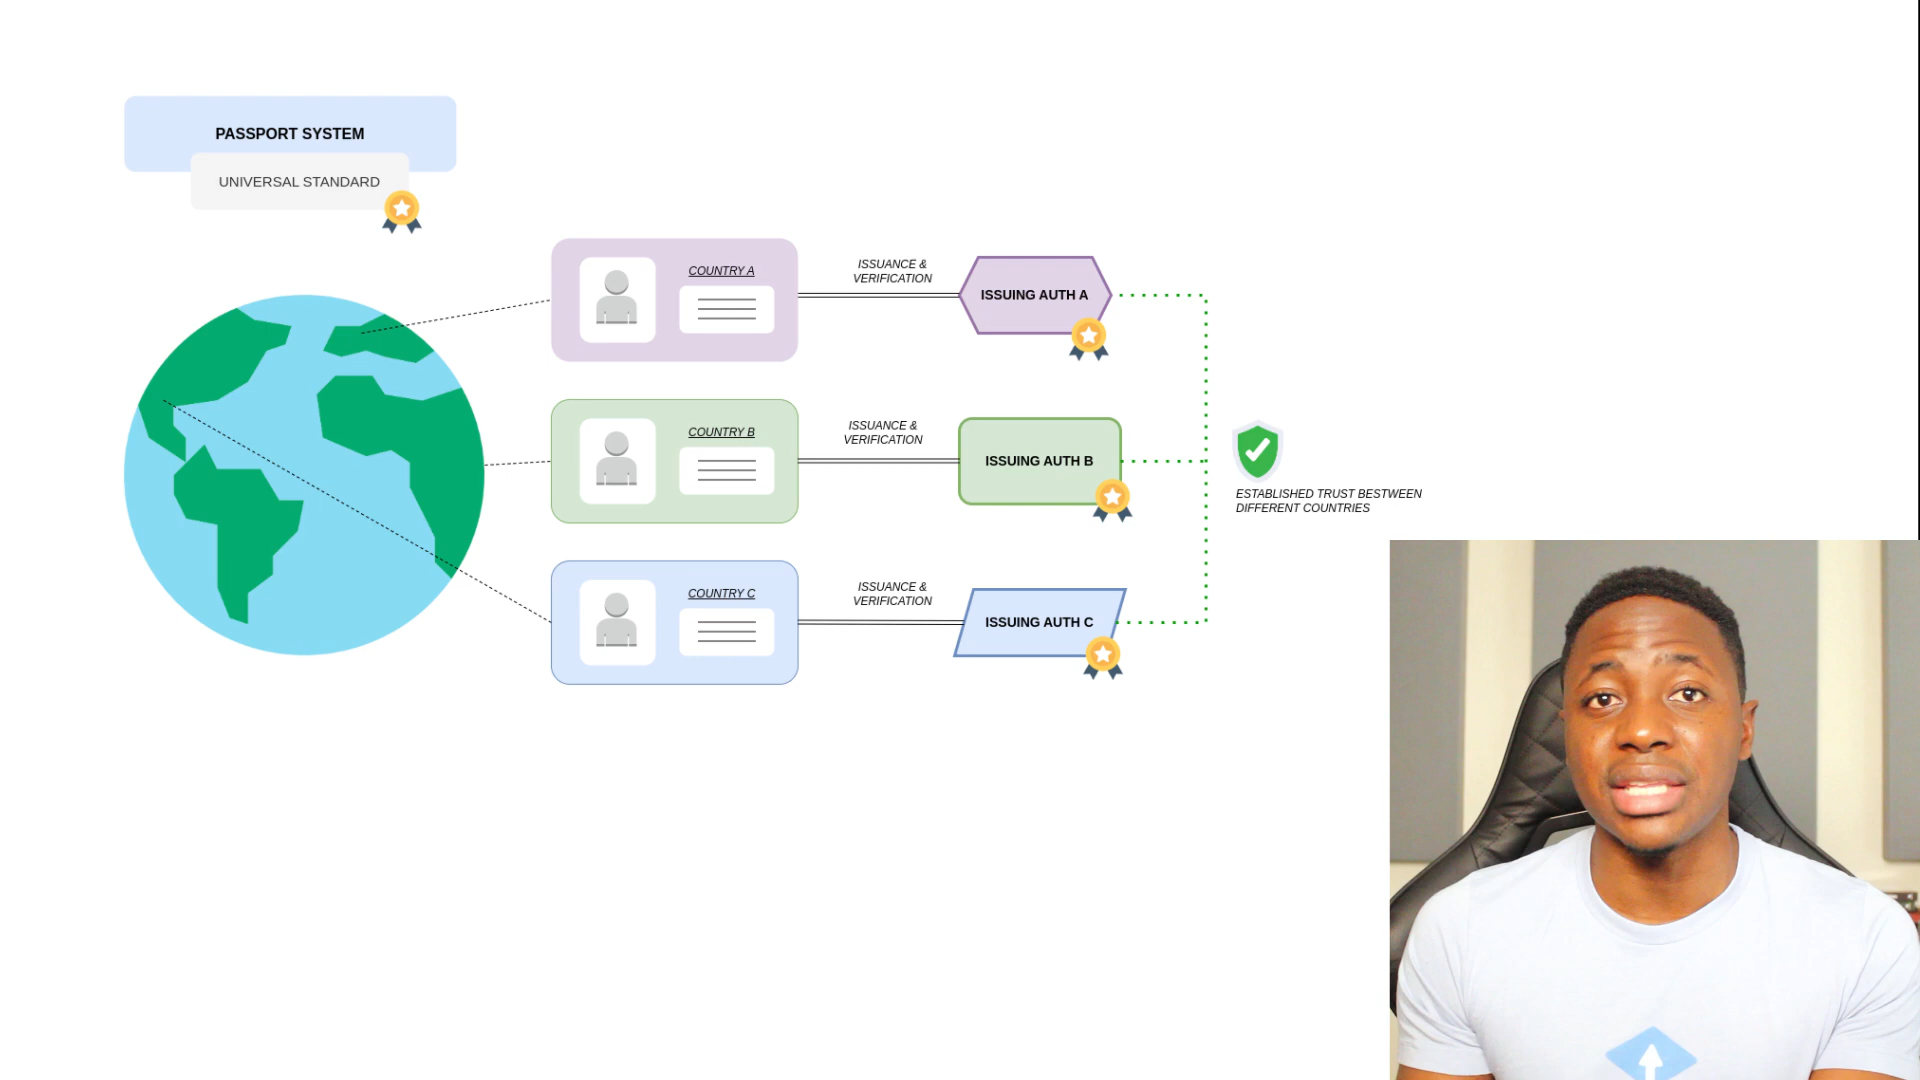 PASSPORT SYSTEM
UNIVERSAL STANDARD
COUNTRY A
ISSUANCE &
VERIFICATION
ISSUING AUTH A
COUNTRY B
ISSUANCE &
VERIFICATION
ISSUING AUTH B
ESTABLISHED TRUST BESTWEEN
DIFFERENT COUNTRIES
COUNTRY C
ISSUANCE &
VERIFICATION
ISSUING AUTH C